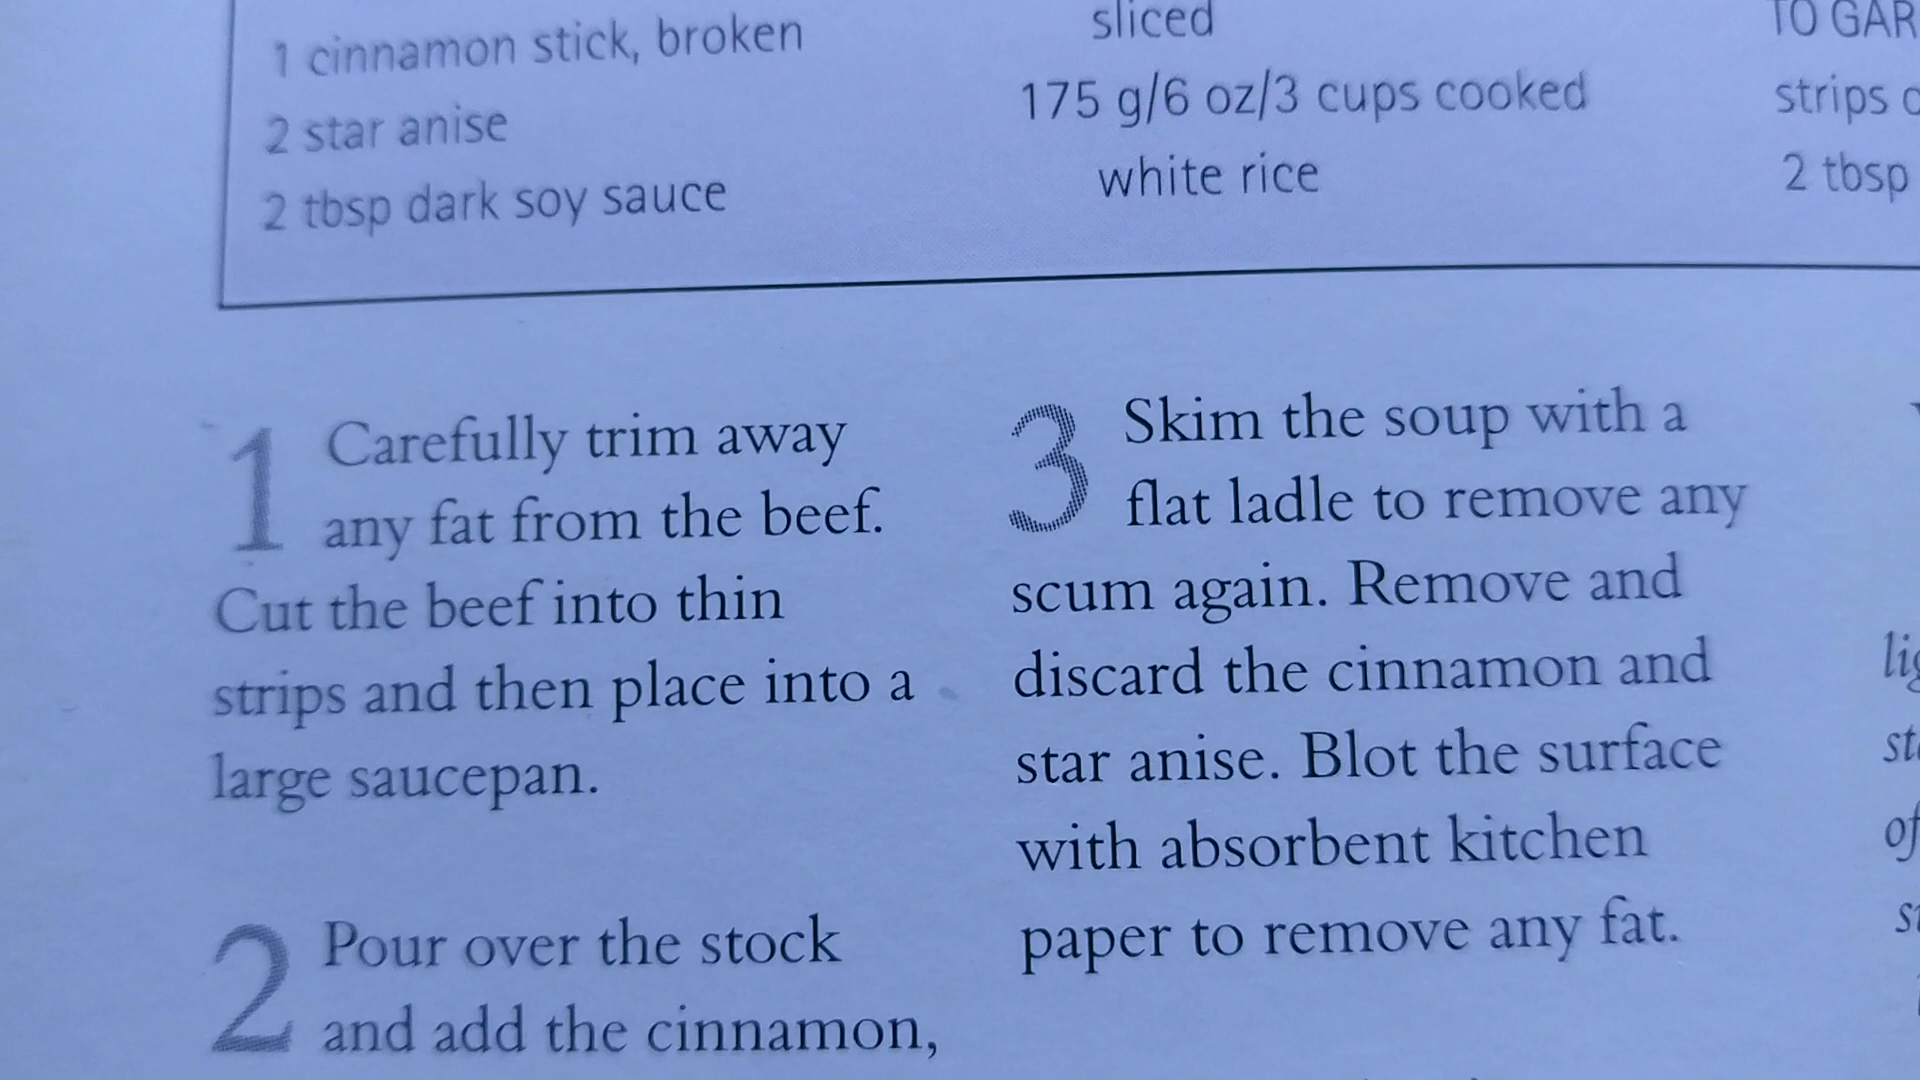 1 cinnamon stick, broken
2 star anise
2 tbsp dark soy sauce
sliced
175 g/6 oz/3 cups cooked
white rice
TO GAR
strips
2 tbsp
1 Carefully trim away
any fat from the beef.
Cut the beef into thin
strips and then place into a
large saucepan.
2 Pour over the stock
and add the cinnamon,
3 Skim the soup with a
flat ladle to remove any
scum again. Remove and
discard the cinnamon and
star anise. Blot the surface
with absorbent kitchen
paper to remove any fat.
of